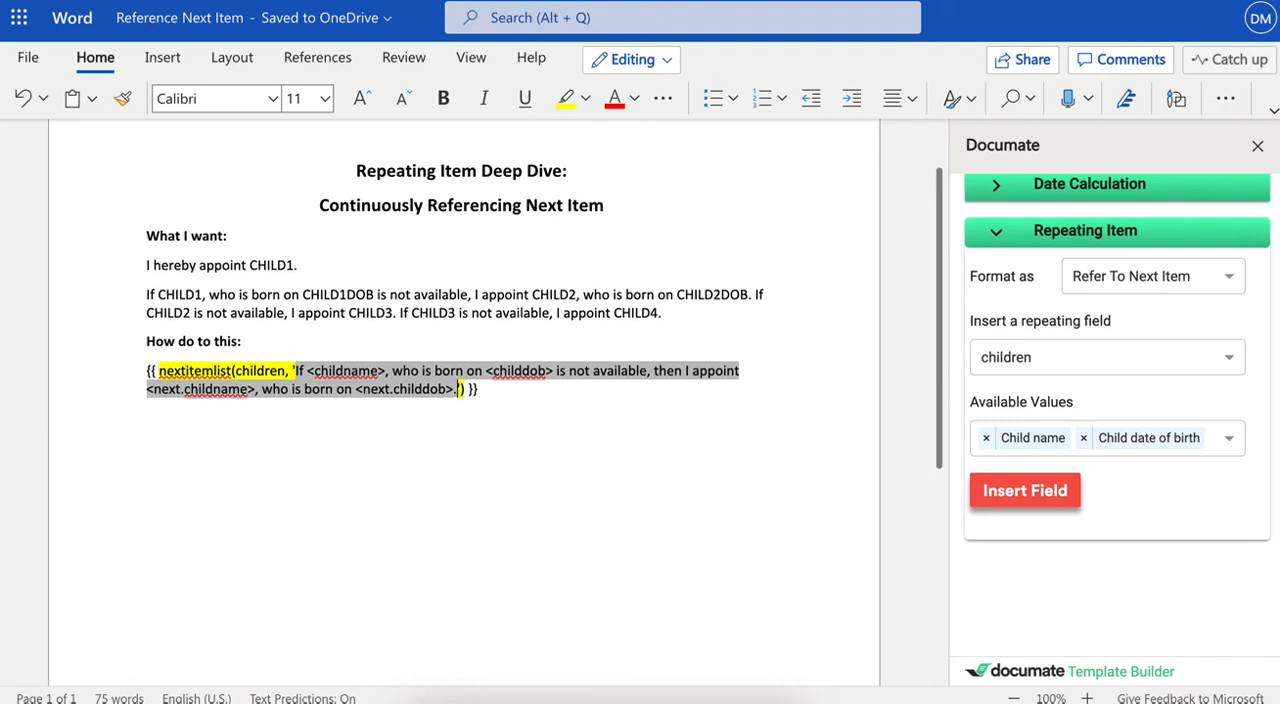 Word Reference Next Item - Saved to OneDrive Search (Alt + Q) DM
File Home Insert Layout References Review View Help Editing Share Comments Catch up
Calibri 11 A A B I U A
Documate
Date Calculation
Repeating Item
Format as Refer To Next Item
Insert a repeating field
children
Available Values
× Child name × Child date of birth
Insert Field
documate Template Builder
Repeating Item Deep Dive:
Continuously Referencing Next Item
What I want:
I hereby appoint CHILD1.
If CHILD1, who is born on CHILD1DOB is not available, I appoint CHILD2, who is born on CHILD2DOB. If
CHILD2 is not available, I appoint CHILD3. If CHILD3 is not available, I appoint CHILD4.
How do to this:
{{ nextitemlist(children, 'If <childname>, who is born on <childdob> is not available, then I appoint
<next.childname>, who is born on <next.childdob>.') }}
Page 1 of 1 75 words English (U.S.) Text Predictions: On 100% Give Feedback to Microsoft